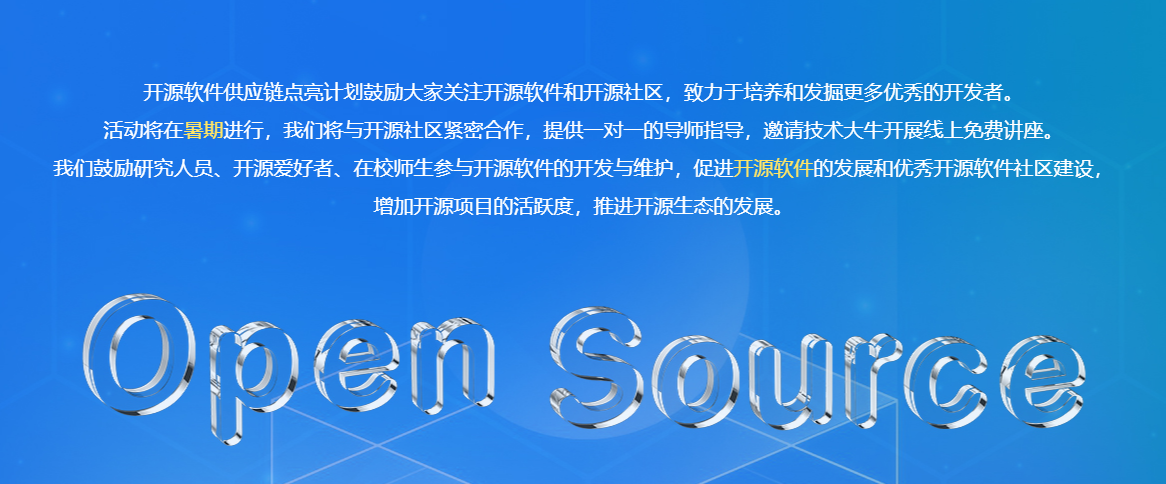 开源软件供应链点亮计划鼓励大家关注开源软件和开源社区，致力于培养和发掘更多优秀的开发者。
活动将在暑期进行，我们将与开源社区紧密合作，提供一对一的导师指导，邀请技术大牛开展线上免费讲座。
我们鼓励研究人员、开源爱好者、在校师生参与开源软件的开发与维护，促进开源软件的发展和优秀开源软件社区建设，
增加开源项目的活跃度，推进开源生态的发展。
Open Source